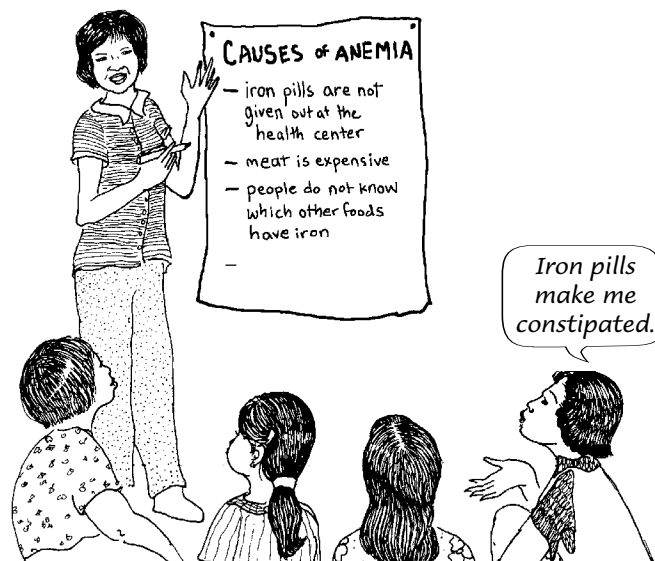 CAUSES of ANEMIA
– iron pills are not
given out at the
health center
– meat is expensive
– people do not know
which other foods
have iron
–
Iron pills
make me
constipated.